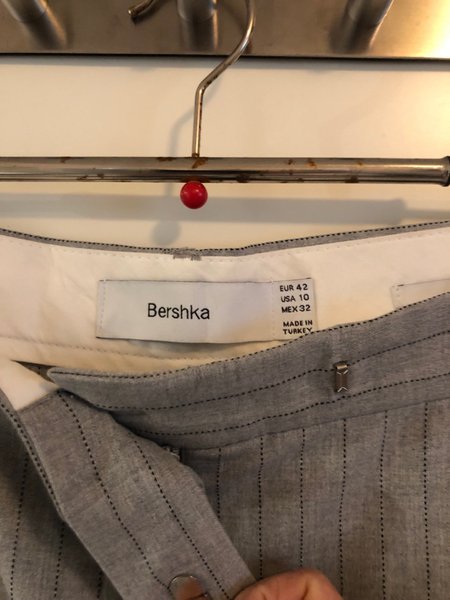 Bershka
EUR 42
USA 10
MEX 32
MADE IN
TURKEY